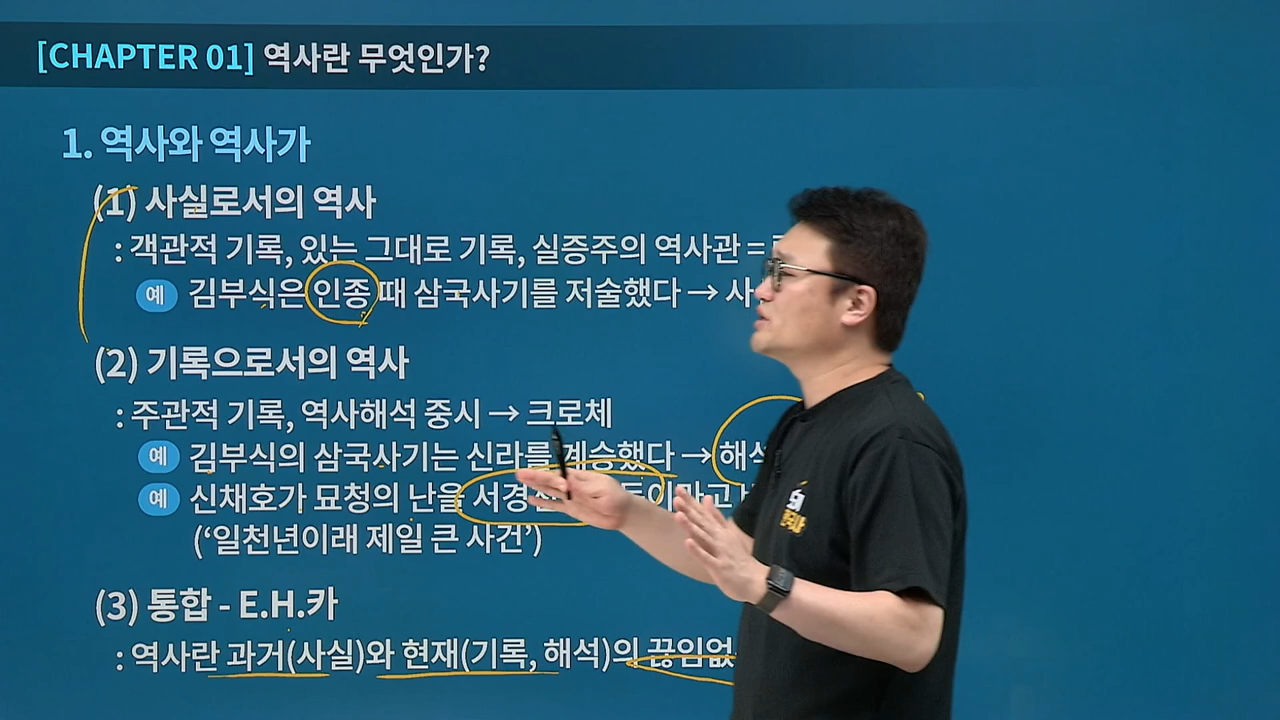 [CHAPTER 01] 역사란 무엇인가?
1. 역사와 역사가
(1) 사실로서의 역사
: 객관적 기록, 있는 그대로 기록, 실증주의 역사관 =
예 김부식은 인종 때 삼국사기를 저술했다 → 사
(2) 기록으로서의 역사
: 주관적 기록, 역사해석 중시 → 크로체
예 김부식의 삼국사기는 신라를 계승했다 → 해석
예 신채호가 묘청의 난을 서경
(‘일천년이래 제일 큰 사건’)
(3) 통합 - E.H.카
: 역사란 과거(사실)와 현재(기록, 해석)의 끊임없